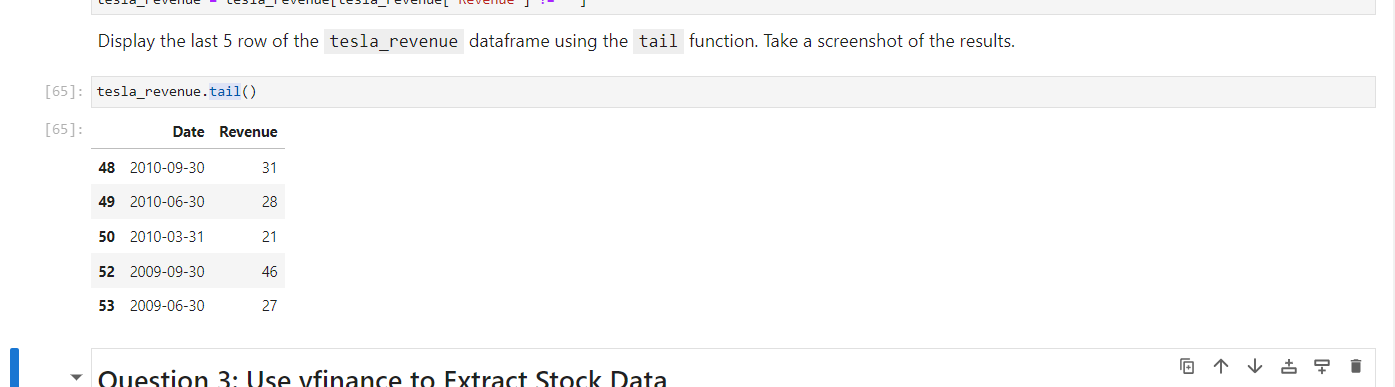 tesla_revenue = tesla_revenue[tesla_revenue['Revenue'] != ""]
Display the last 5 row of the tesla_revenue dataframe using the tail function. Take a screenshot of the results.
[65]: tesla_revenue.tail()
[65]:
Date Revenue
48 2010-09-30 31
49 2010-06-30 28
50 2010-03-31 21
52 2009-09-30 46
53 2009-06-30 27
Question 3: Use yfinance to Extract Stock Data